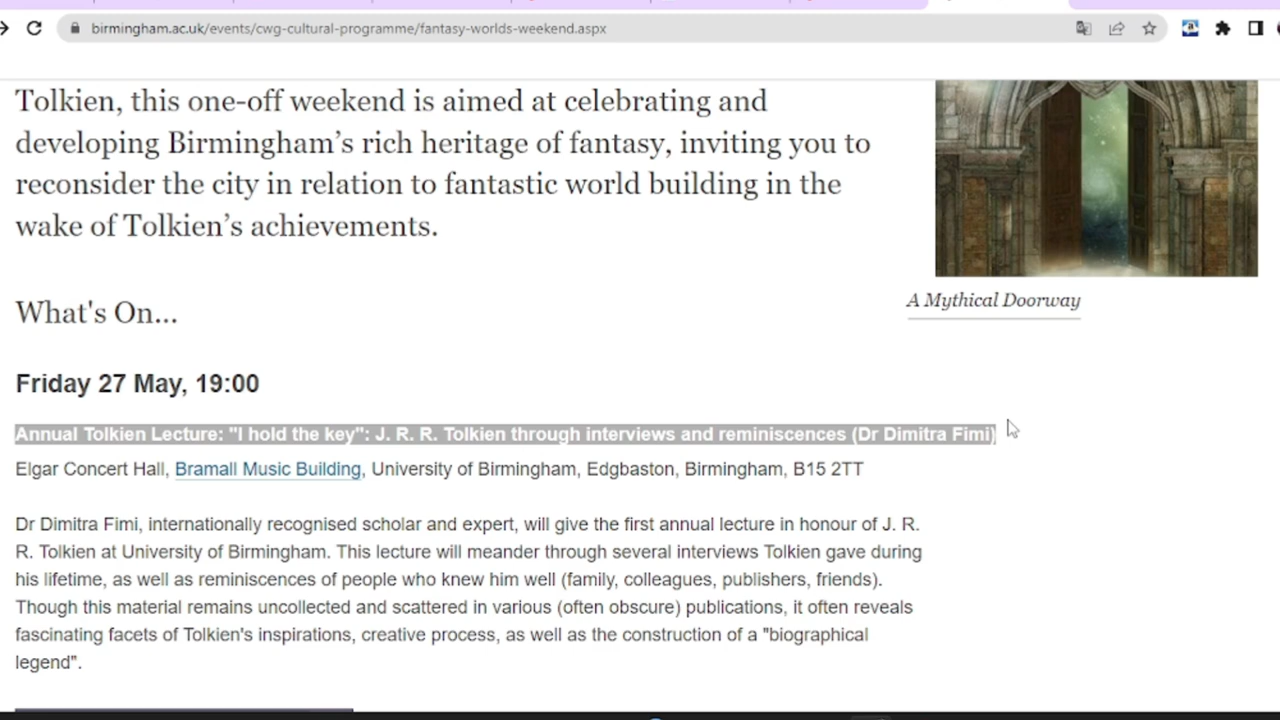 birmingham.ac.uk/events/cwg-cultural-programme/fantasy-worlds-weekend.aspx
Tolkien, this one-off weekend is aimed at celebrating and
developing Birmingham’s rich heritage of fantasy, inviting you to
reconsider the city in relation to fantastic world building in the
wake of Tolkien’s achievements.
A Mythical Doorway
What's On...
Friday 27 May, 19:00
Annual Tolkien Lecture: "I hold the key": J. R. R. Tolkien through interviews and reminiscences (Dr Dimitra Fimi)
Elgar Concert Hall, Bramall Music Building, University of Birmingham, Edgbaston, Birmingham, B15 2TT
Dr Dimitra Fimi, internationally recognised scholar and expert, will give the first annual lecture in honour of J. R.
R. Tolkien at University of Birmingham. This lecture will meander through several interviews Tolkien gave during
his lifetime, as well as reminiscences of people who knew him well (family, colleagues, publishers, friends).
Though this material remains uncollected and scattered in various (often obscure) publications, it often reveals
fascinating facets of Tolkien's inspirations, creative process, as well as the construction of a "biographical
legend".